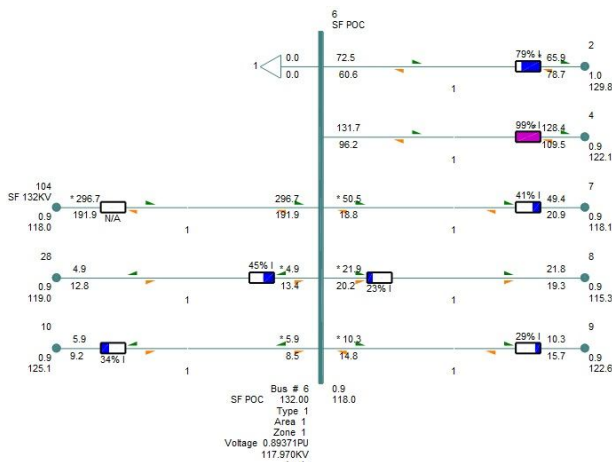 6
SF POC
1 0.0 72.5 79% I 65.9 2
0.0 60.6 78.7 1.0
1 129.8
131.7 99% I 128.4 4
96.2 109.5 0.9
1 122.1
104
SF 132KV * 296.7 296.7 * 50.5 41% I 49.4 7
0.9 191.9 N/A 191.9 18.8 20.9 0.9
118.0 1 1 118.1
28 4.9 45% I * 4.9 * 21.9 21.8 8
0.9 12.8 13.4 20.2 23% I 19.3 0.9
119.0 1 1 115.3
10 5.9 * 5.9 * 10.3 29% I 10.3 9
0.9 9.2 34% I 8.5 14.8 15.7 0.9
125.1 1 1 122.6
Bus # 6 0.9
SF POC 132.00 118.0
Type 1
Area 1
Zone 1
Voltage 0.89371PU
117.970KV